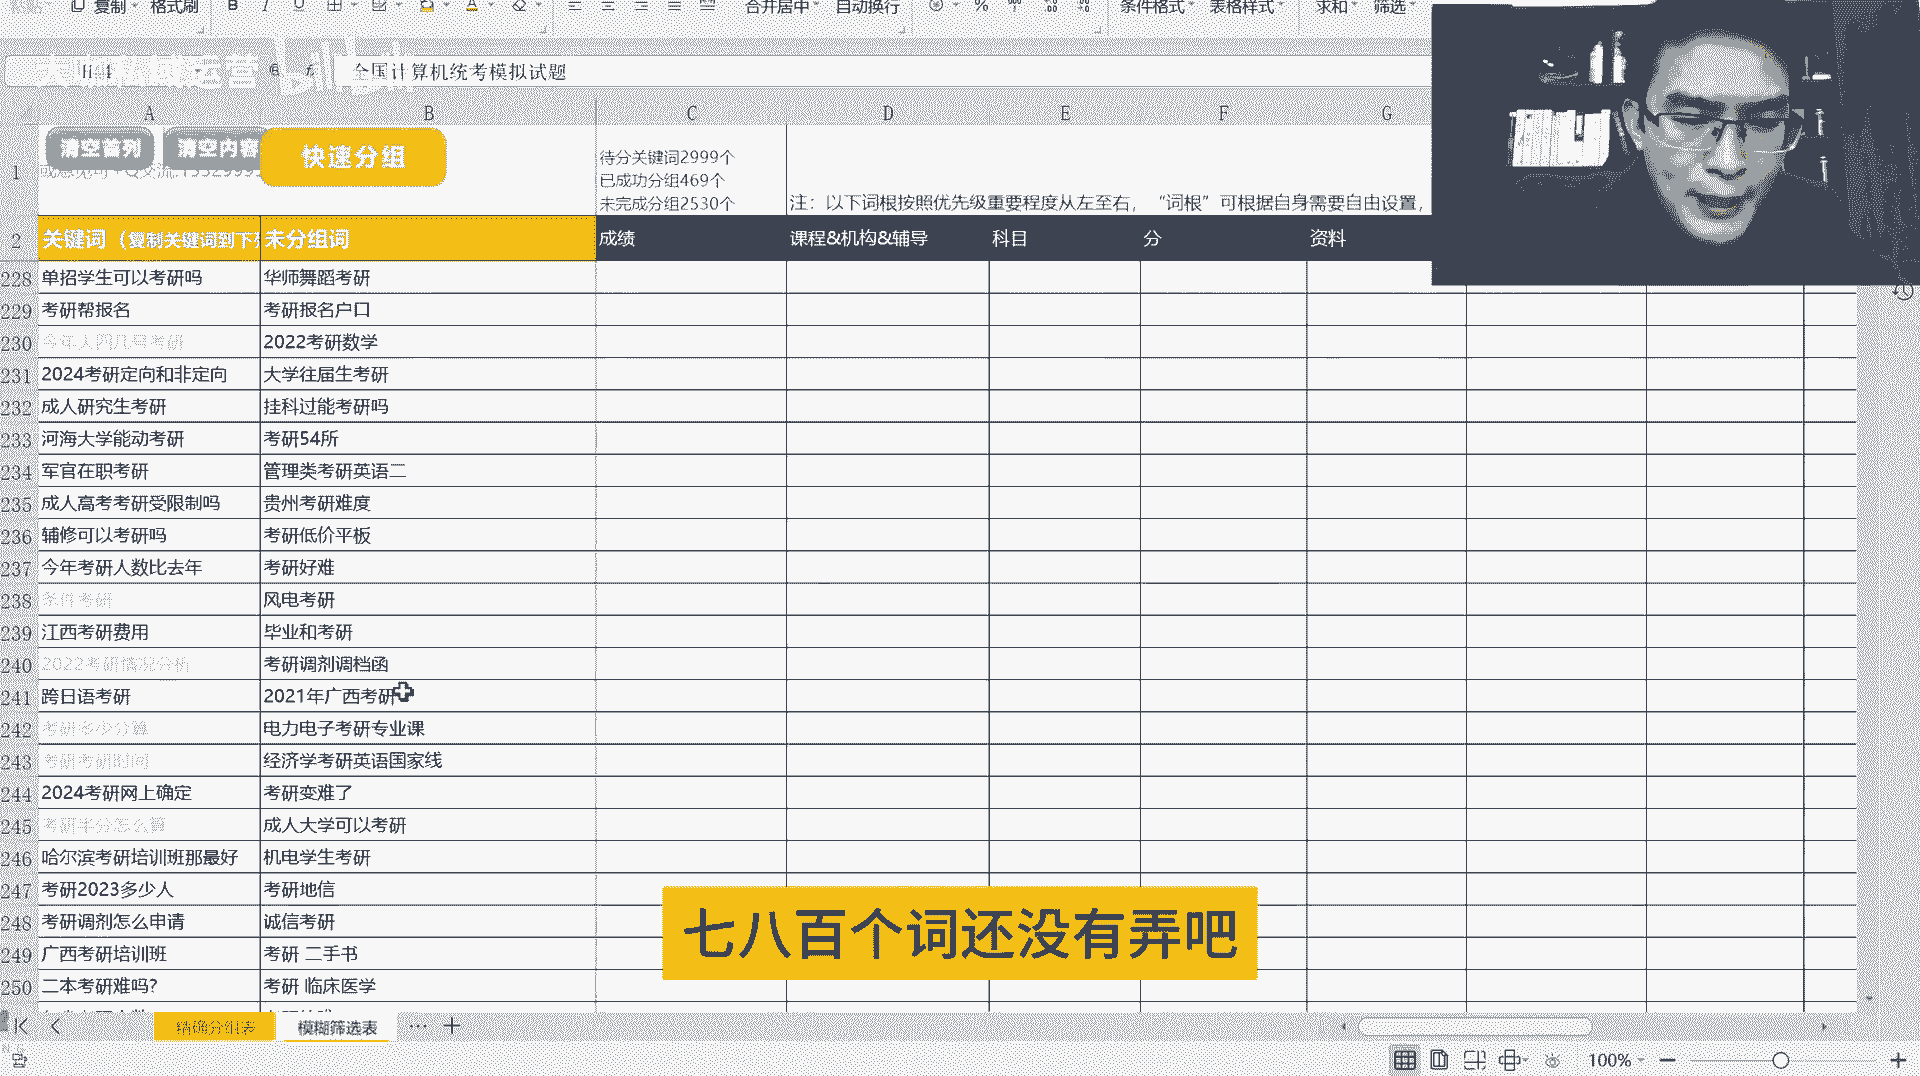 复制 格式刷 B I U 合并居中 自动换行 % 条件格式 表格样式 求和 筛选
全国计算机统考模拟试题
A B C D E F G
清空首列 清空内容 快速分组
1
待分关键词2999个
已成功分组469个
未完成分组2530个
注：以下词根按照优先级重要程度从左至右，“词根”可根据自身需要自由设置，
2 关键词（复制关键词到下列 未分组词 成绩 课程&机构&辅导 科目 分 资料
228 单招学生可以考研吗 华师舞蹈考研
229 考研帮报名 考研报名户口
230 2022考研数学
231 2024考研定向和非定向 大学往届生考研
232 成人研究生考研 挂科过能考研吗
233 河海大学能动考研 考研54所
234 军官在职考研 管理类考研英语二
235 成人高考考研受限制吗 贵州考研难度
236 辅修可以考研吗 考研低价平板
237 今年考研人数比去年 考研好难
238 条件考研 风电考研
239 江西考研费用 毕业和考研
240 2022考研情况分析 考研调剂调档函
241 跨日语考研 2021年广西考研
242 考研多少分算 电力电子考研专业课
243 考研考研时间 经济学考研英语国家线
244 2024考研网上确定 考研变难了
245 考研半分怎么算 成人大学可以考研
246 哈尔滨考研培训班那最好 机电学生考研
247 考研2023多少人 考研地信
248 考研调剂怎么申请 诚信考研
249 广西考研培训班 考研 二手书
250 二本考研难吗? 考研 临床医学
七八百个词还没有弄吧
精确分组表 模糊筛选表 ··· +
100%